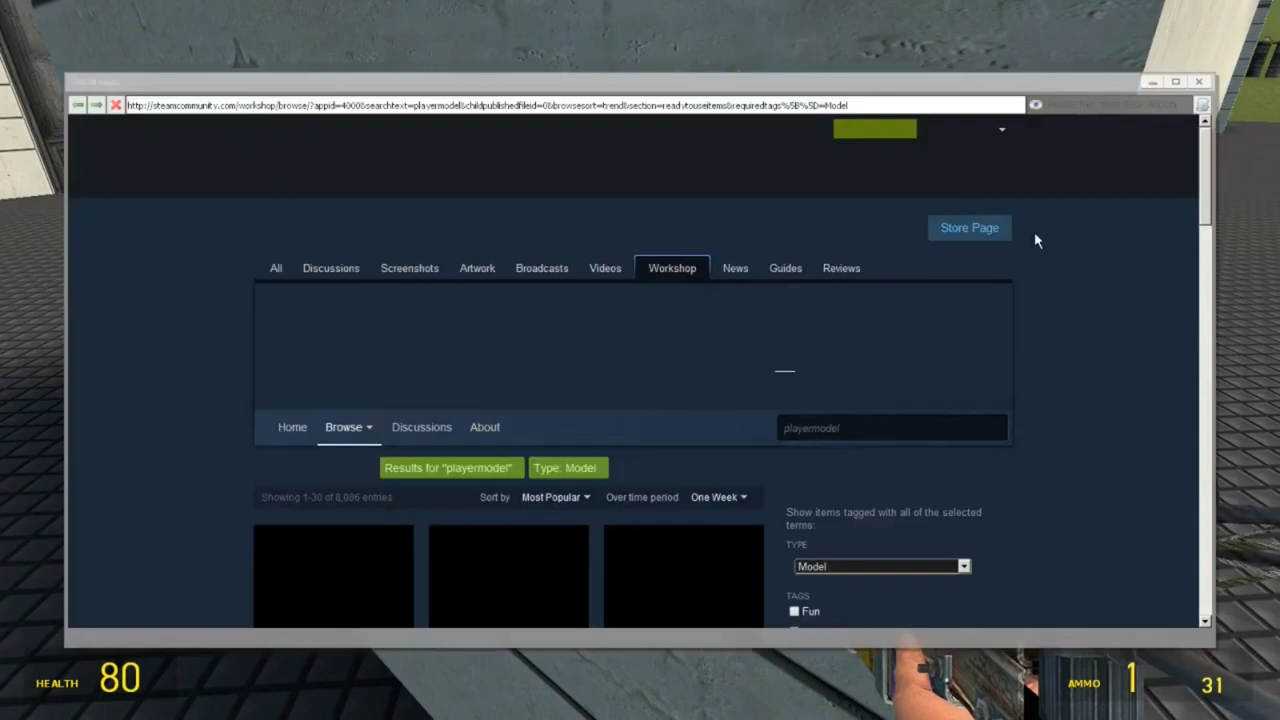 http://steamcommunity.com/workshop/browse/?appid=4000&searchtext=playermodel&childpublishedfileid=0&browsesort=trend&section=readytouseitems&requiredtags%5B%5D=Model
Store Page
All Discussions Screenshots Artwork Broadcasts Videos Workshop News Guides Reviews
Home Browse Discussions About playermodel
Results for "playermodel" Type: Model
Showing 1-30 of 8,086 entries Sort by Most Popular Over time period One Week
Show items tagged with all of the selected
terms:
TYPE
Model
TAGS
Fun
HEALTH 80 AMMO 1 31